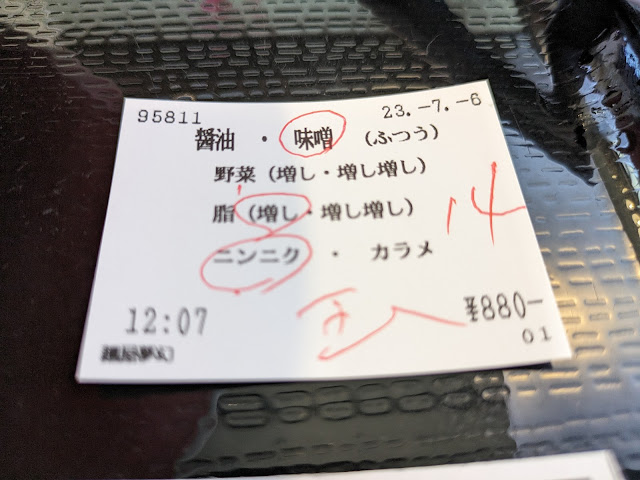 95811
23.-7.-6
醤油 ・ 味噌 (ふつう)
野菜 (増し・増し増し)
脂 (増し・増し増し)
14
ニンニク ・ カラメ
12:07
¥880-
01